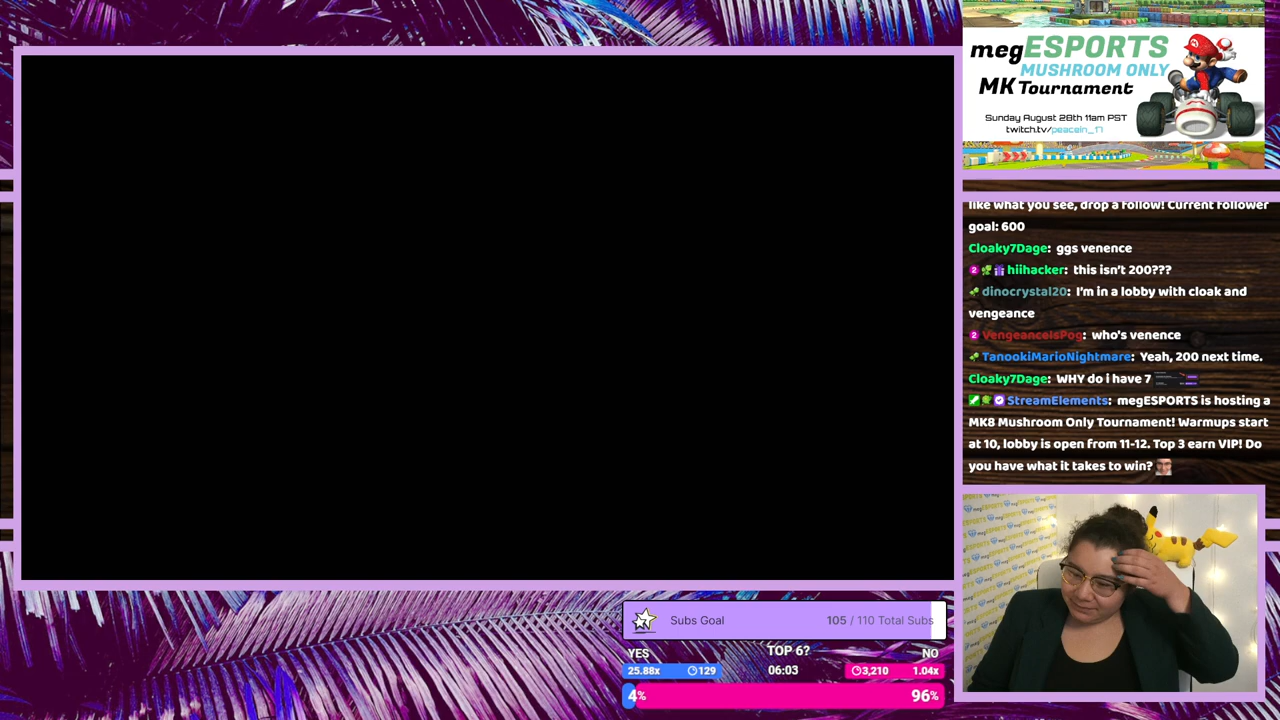 megESPORTS
MUSHROOM ONLY
MK Tournament
Sunday August 28th 11am PST
twitch.tv/peacein_17
like what you see, drop a follow! Current follower
goal: 600
Cloaky7Dage: ggs venence
2 hiihacker: this isn't 200???
dinocrystal20: I'm in a lobby with cloak and
vengeance
2 VengeanceIsPog: who's venence
TanookiMarioNightmare: Yeah, 200 next time.
Cloaky7Dage: WHY do i have 7
StreamElements: megESPORTS is hosting a
MK8 Mushroom Only Tournament! Warmups start
at 10, lobby is open from 11-12. Top 3 earn VIP! Do
you have what it takes to win?
Subs Goal 105 / 110 Total Subs
YES TOP 6? NO
25.88x 129 06:03 3,210 1.04x
4% 96%